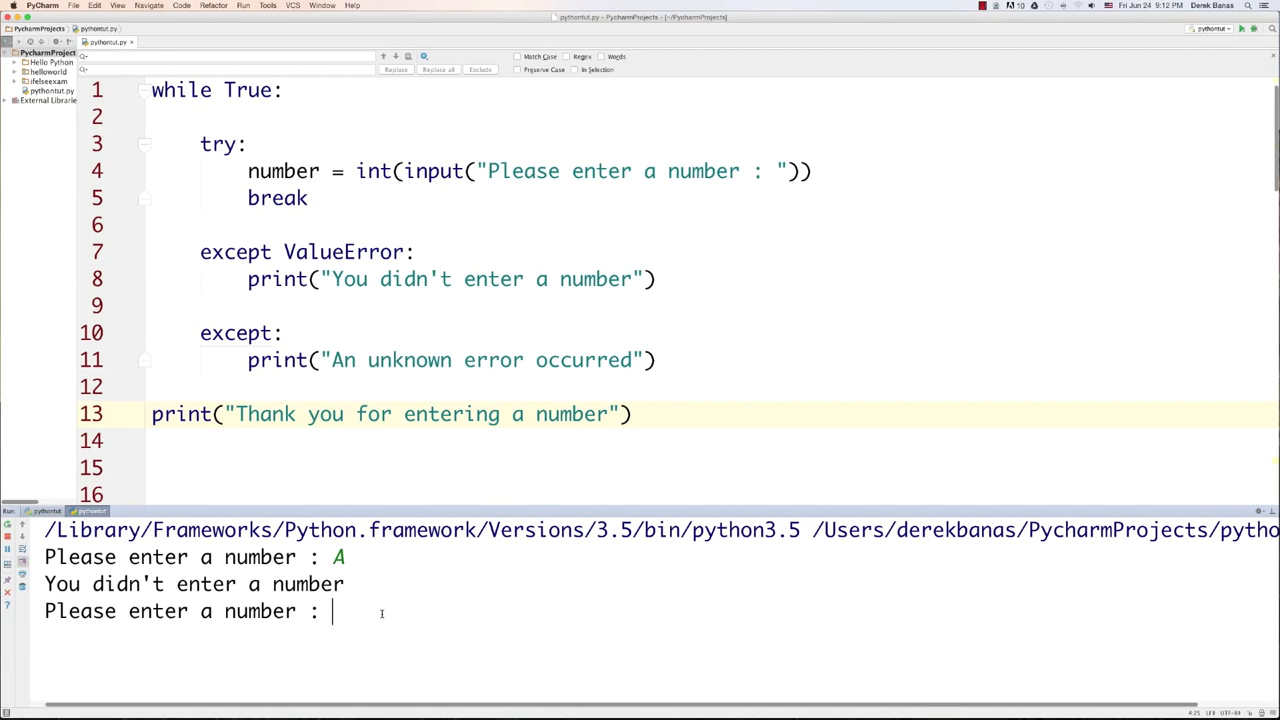 PyCharm File Edit View Navigate Code Refactor Run Tools VCS Window Help
10 Fri Jun 24 9:12 PM Derek Banas
pythontut.py - PycharmProjects - [~/PycharmProjects]
PycharmProjects pythontut.py
pythontut
pythontut.py
PycharmProject
Hello Python
helloworld
ifelseexam
pythontut.py
External Librarie
Match Case Regex Words
Replace Replace all Exclude Preserve Case In Selection
1 while True:
2
3 try:
4 number = int(input("Please enter a number : "))
5 break
6
7 except ValueError:
8 print("You didn't enter a number")
9
10 except:
11 print("An unknown error occurred")
12
13 print("Thank you for entering a number")
14
15
16
Run: pythontut pythontut
/Library/Frameworks/Python.framework/Versions/3.5/bin/python3.5 /Users/derekbanas/PycharmProjects/pytho
Please enter a number : A
You didn't enter a number
Please enter a number :
4:25 LF÷ UTF-8÷